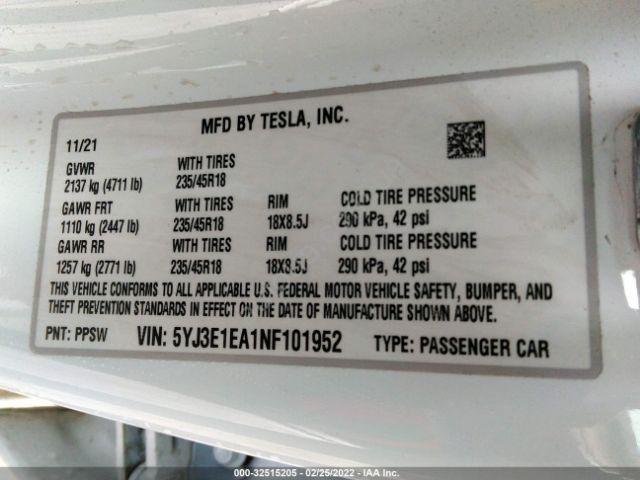 MFD BY TESLA, INC.
11/21
GVWR WITH TIRES
2137 kg (4711 lb) 235/45R18
GAWR FRT WITH TIRES RIM COLD TIRE PRESSURE
1110 kg (2447 lb) 235/45R18 18X8.5J 290 kPa, 42 psi
GAWR RR WITH TIRES RIM COLD TIRE PRESSURE
1257 kg (2771 lb) 235/45R18 18X8.5J 290 kPa, 42 psi
THIS VEHICLE CONFORMS TO ALL APPLICABLE U.S. FEDERAL MOTOR VEHICLE SAFETY, BUMPER, AND
THEFT PREVENTION STANDARDS IN EFFECT ON THE DATE OF MANUFACTURE SHOWN ABOVE.
PNT: PPSW VIN: 5YJ3E1EA1NF101952 TYPE: PASSENGER CAR
000-32515205 - 02/25/2022 - IAA Inc.